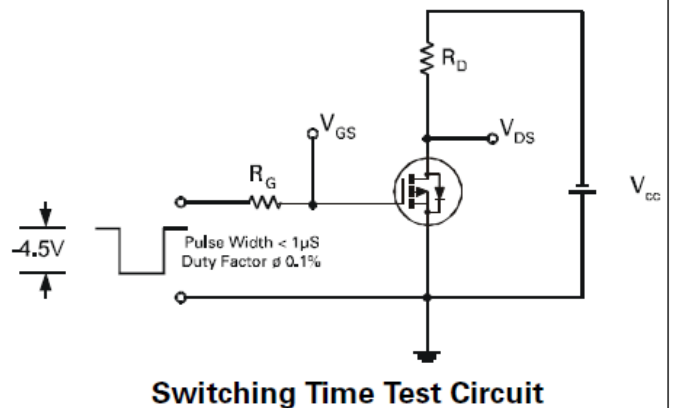 R_D
V_GS
V_DS
R_G
V_cc
-4.5V
Pulse Width < 1µS
Duty Factor ø 0.1%
Switching Time Test Circuit